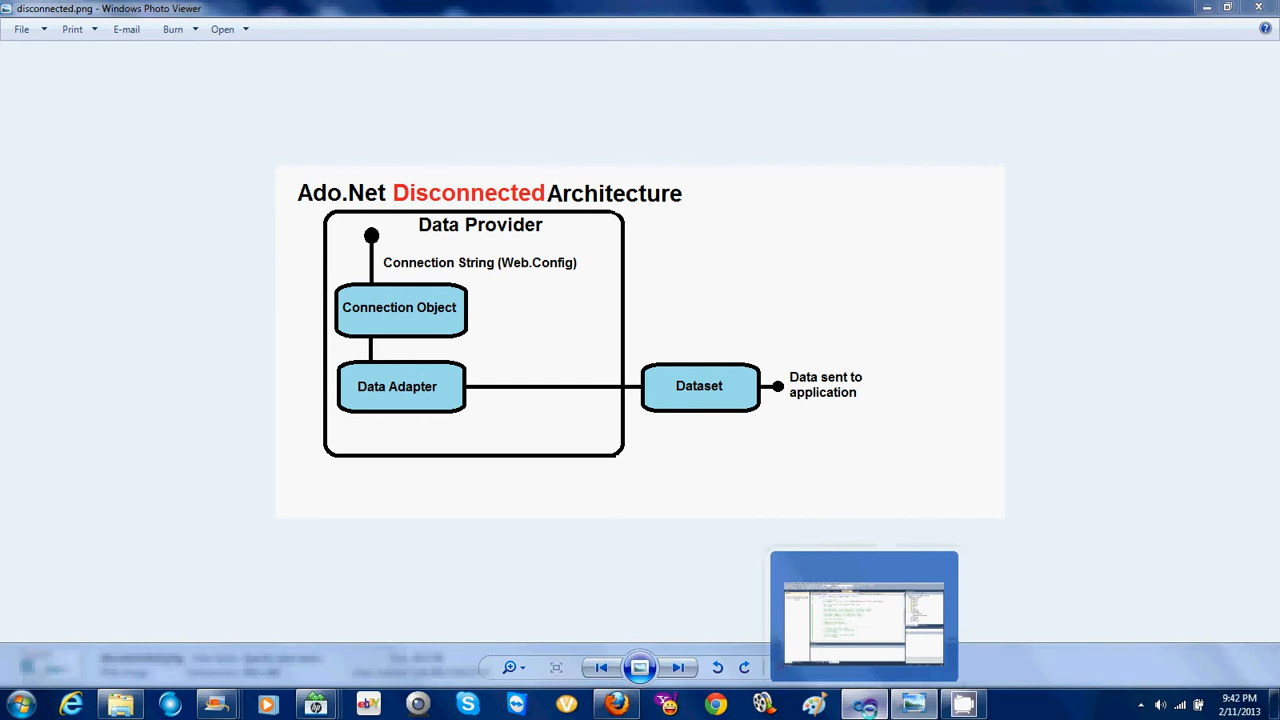 disconnected.png - Windows Photo Viewer
File Print E-mail Burn Open
Ado.Net Disconnected Architecture
Data Provider
Connection String (Web.Config)
Connection Object
Data Adapter
Dataset
Data sent to
application
9:42 PM
2/11/2013